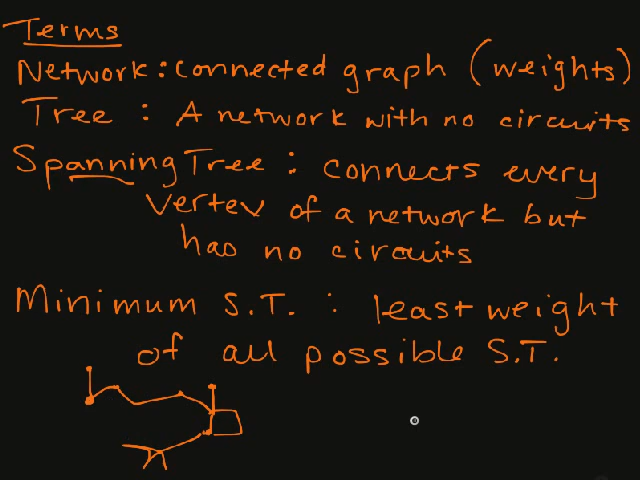 Terms
Network: Connected graph (weights)
Tree: A network with no circuits
Spanning Tree: connects every
vertex of a network but
has no circuits
Minimum S.T.: least weight
of all possible S.T.